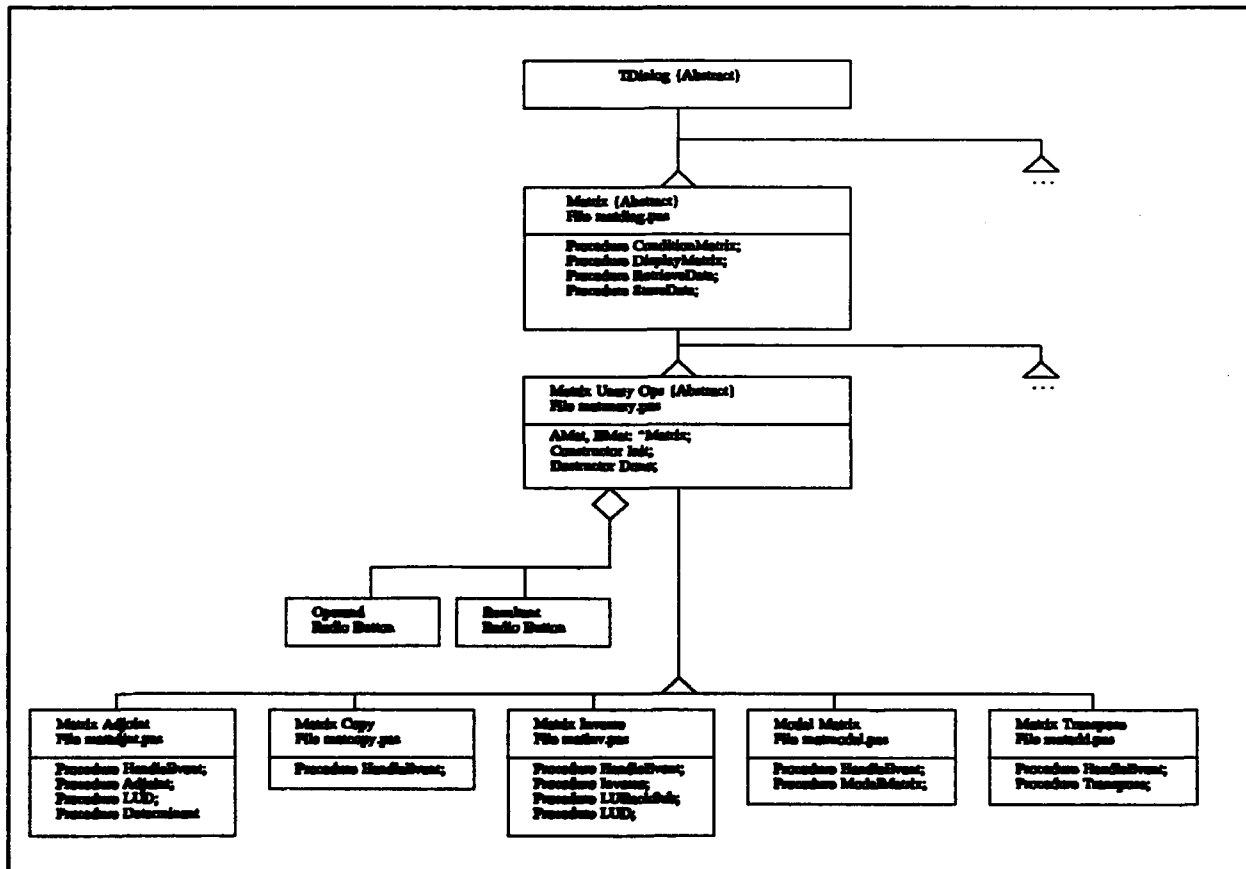 TDialog {Abstract}
...
Matrix {Abstract}
File matdiag.pas
Procedure ConditionMatrix;
Procedure DisplayMatrix;
Procedure RetrieveData;
Procedure StoreData;
...
Matrix Unary Ops {Abstract}
File matunary.pas
AMat, BMat: ^Matrix;
Constructor Init;
Destructor Done;
Operand
Radio Button
Resultant
Radio Button
Matrix Adjoint
File matadjnt.pas
Procedure HandleEvent;
Procedure Adjoint;
Procedure LUD;
Procedure Determinant
Matrix Copy
File matcopy.pas
Procedure HandleEvent;
Matrix Inverse
File matinv.pas
Procedure HandleEvent;
Procedure Inverse;
Procedure LUBackSub;
Procedure LUD;
Modal Matrix
File matmodal.pas
Procedure HandleEvent;
Procedure ModalMatrix;
Matrix Transpose
File
Procedure HandleEvent;
Procedure Transpose;